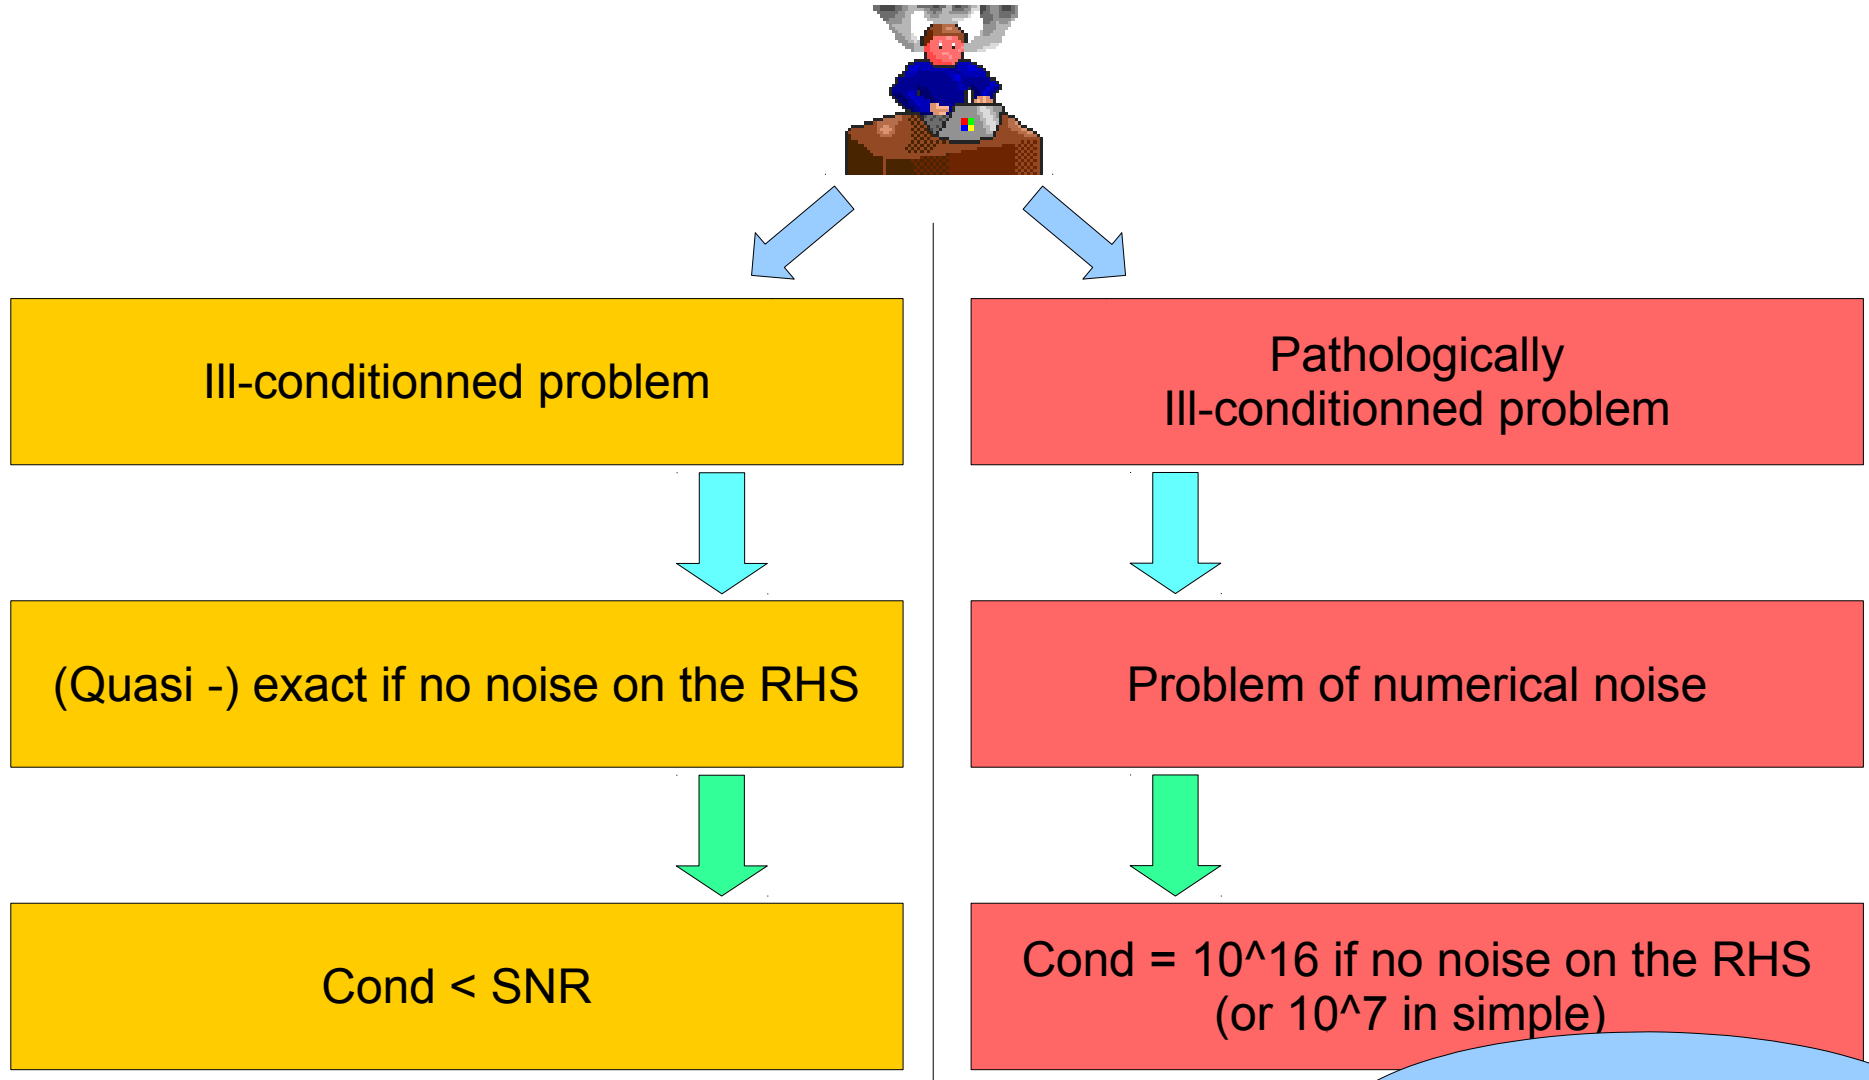 Ill-conditionned problem
Pathologically
Ill-conditionned problem
(Quasi -) exact if no noise on the RHS
Problem of numerical noise
Cond < SNR
Cond = 10^16 if no noise on the RHS
(or 10^7 in simple)